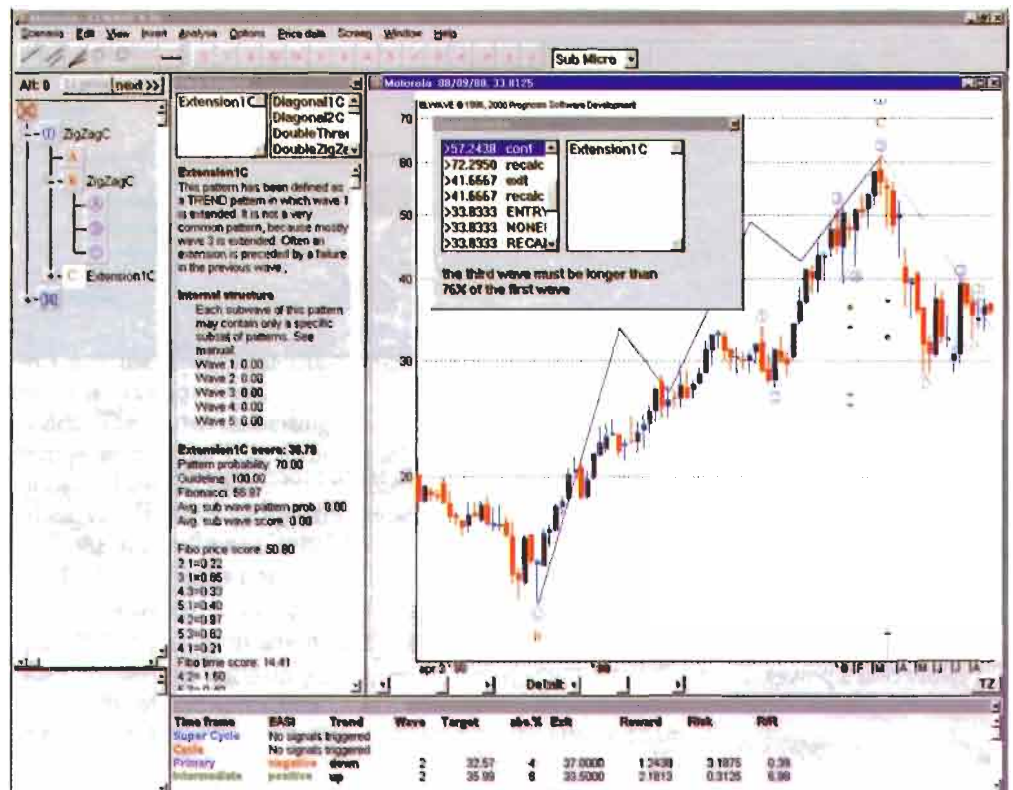 Scenario Edit View Insert Analyse Options Price data Screen Window Help
Sub Micro
Alt: 0 next >>
ZigZagC
A
B ZigZagC
C Extension1C
Extension1C
Diagonal1C
Diagonal2C
DoubleThre
DoubleZigZ
Extension1C
This pattern has been defined as
a TREND pattern in which wave 1
is extended. It is not a very
common pattern, because mostly
wave 3 is extended. Often an
extension is preceded by a failure
in the previous wave,
Internal structure
Each subwave of this pattern
may contain only a specific
subset of patterns. See
manual.
Wave 1: 0.00
Wave 2: 0.00
Wave 3: 0.00
Wave 4: 0.00
Wave 5: 0.00
Extension1C score: 38.78
Pattern probability: 70.00
Guideline: 100.00
Fibonacci:
Avg. sub wave pattern prob.: 0.00
Avg. sub wave score: 0.00
Fibo price score: 50.80
2:1=0.22
3:1=0.65
4:3=0.33
5:1=0.40
4:2=0.97
5:3=0.62
4:1=0.21
Fibo time score: 14.41
4:2= 1.60
Motorola 33.8125
ELWAVE © 1996, 2000 Prognosis Software Development
70
60
50
40
30
20
>57.2438 conf
>72.2950 recalc
>41.6667 exit
>41.6667 recalc
>33.8333 ENTRY
>33.8333 NONE!
>33.8333 RECAL
Extension1C
the third wave must be longer than
76% of the first wave
C
B
F M A M J J A
Detail:
TZ
Time frame EASI Trend Wave Target abs.% Exit Reward Risk R/R
Super Cycle No signals triggered
Cycle No signals triggered
Primary negative down 2 32.57 4 37.0000 1.2438 3.1875 0.39
Intermediate positive up 2 35.99 6 33.5000 2.1813 0.3125 6.98